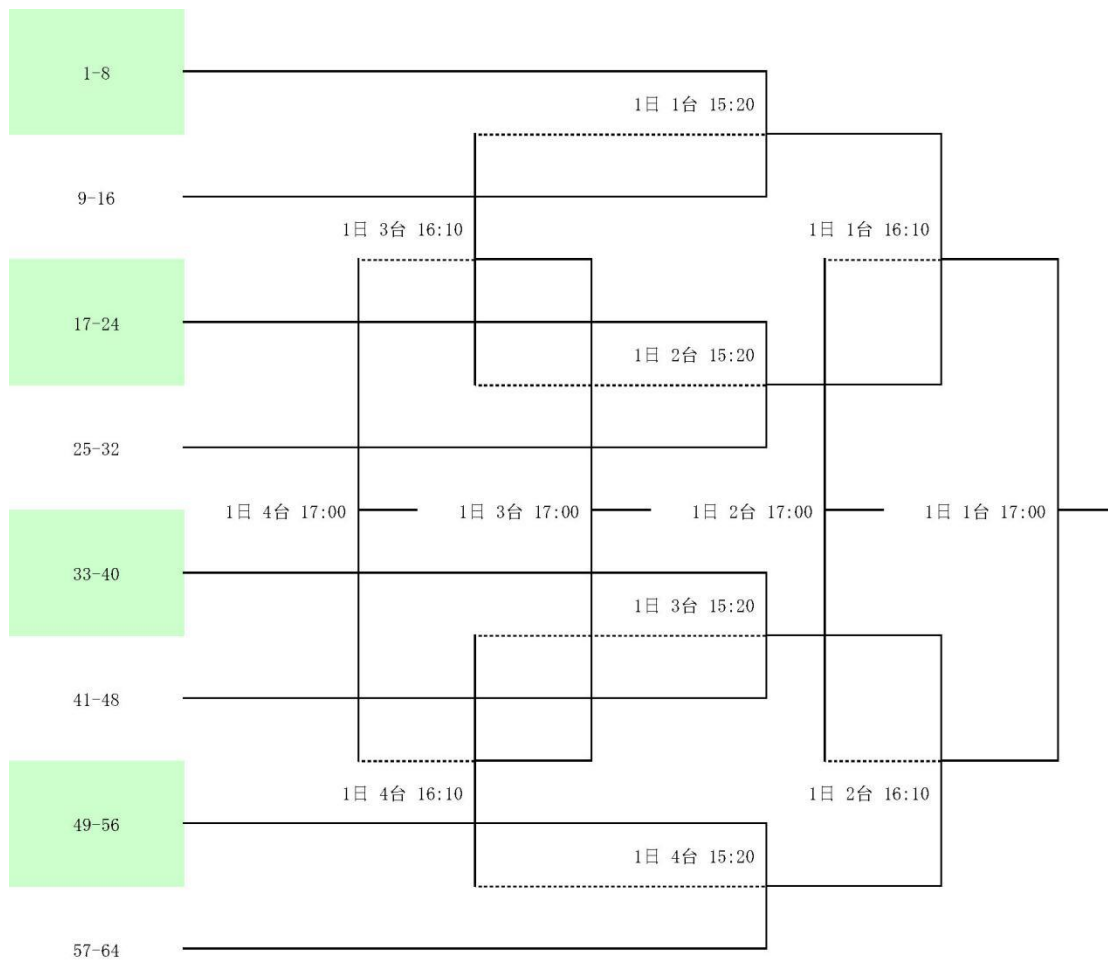 1-8
1日 1台 15:20
9-16
1日 3台 16:10
1日 1台 16:10
17-24
1日 2台 15:20
25-32
1日 4台 17:00
1日 3台 17:00
1日 2台 17:00
1日 1台 17:00
33-40
1日 3台 15:20
41-48
1日 4台 16:10
1日 2台 16:10
49-56
1日 4台 15:20
57-64